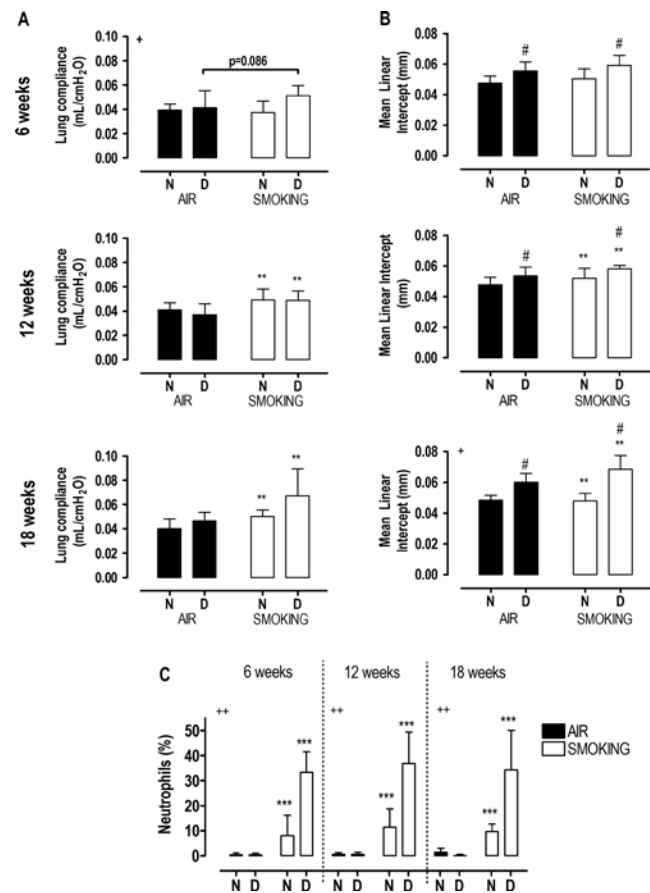 A
B
6 weeks
Lung compliance
(mL/cmH2O)
0.10
0.08
0.06
0.04
0.02
0.00
+
p=0.086
N D N D
AIR SMOKING
Mean Linear
Intercept (mm)
0.08
0.06
0.04
0.02
0.00
# #
N D N D
AIR SMOKING
12 weeks
Lung compliance
(mL/cmH2O)
0.10
0.08
0.06
0.04
0.02
0.00
** **
N D N D
AIR SMOKING
Mean Linear Intercept
(mm)
0.08
0.06
0.04
0.02
0.00
#
# ** **
N D N D
AIR SMOKING
18 weeks
Lung compliance
(mL/cmH2O)
0.10
0.08
0.06
0.04
0.02
0.00
** **
N D N D
AIR SMOKING
Mean Linear
Intercept (mm)
0.08
0.06
0.04
0.02
0.00
+
#
# ** **
N D N D
AIR SMOKING
C
6 weeks 12 weeks 18 weeks
Neutrophils (%)
50
40
30
20
10
0
++ ++ ++
*** *** ***
*** *** ***
N D N D N D N D N D N D
AIR
SMOKING